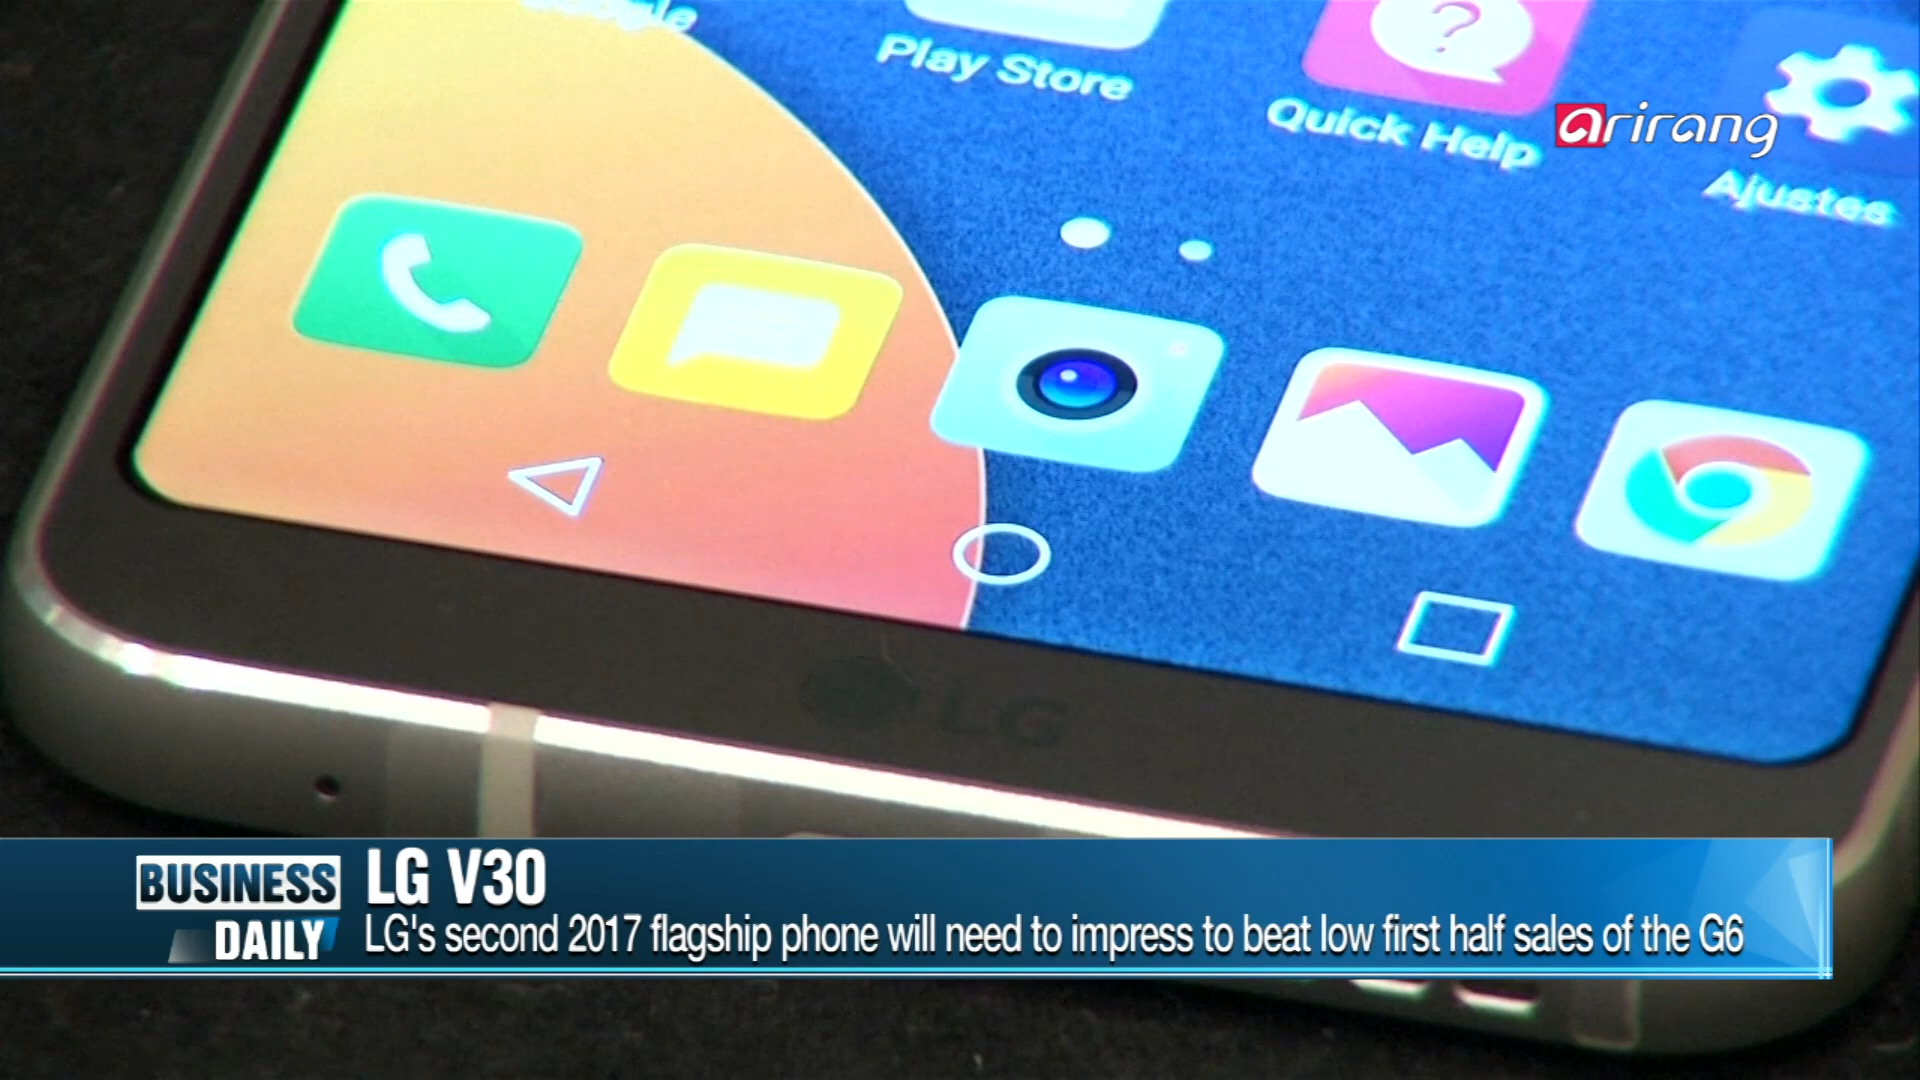 Google
Play Store
Quick Help
arirang
Ajustes
LG
BUSINESS
DAILY
LG V30
LG's second 2017 flagship phone will need to impress to beat low first half sales of the G6